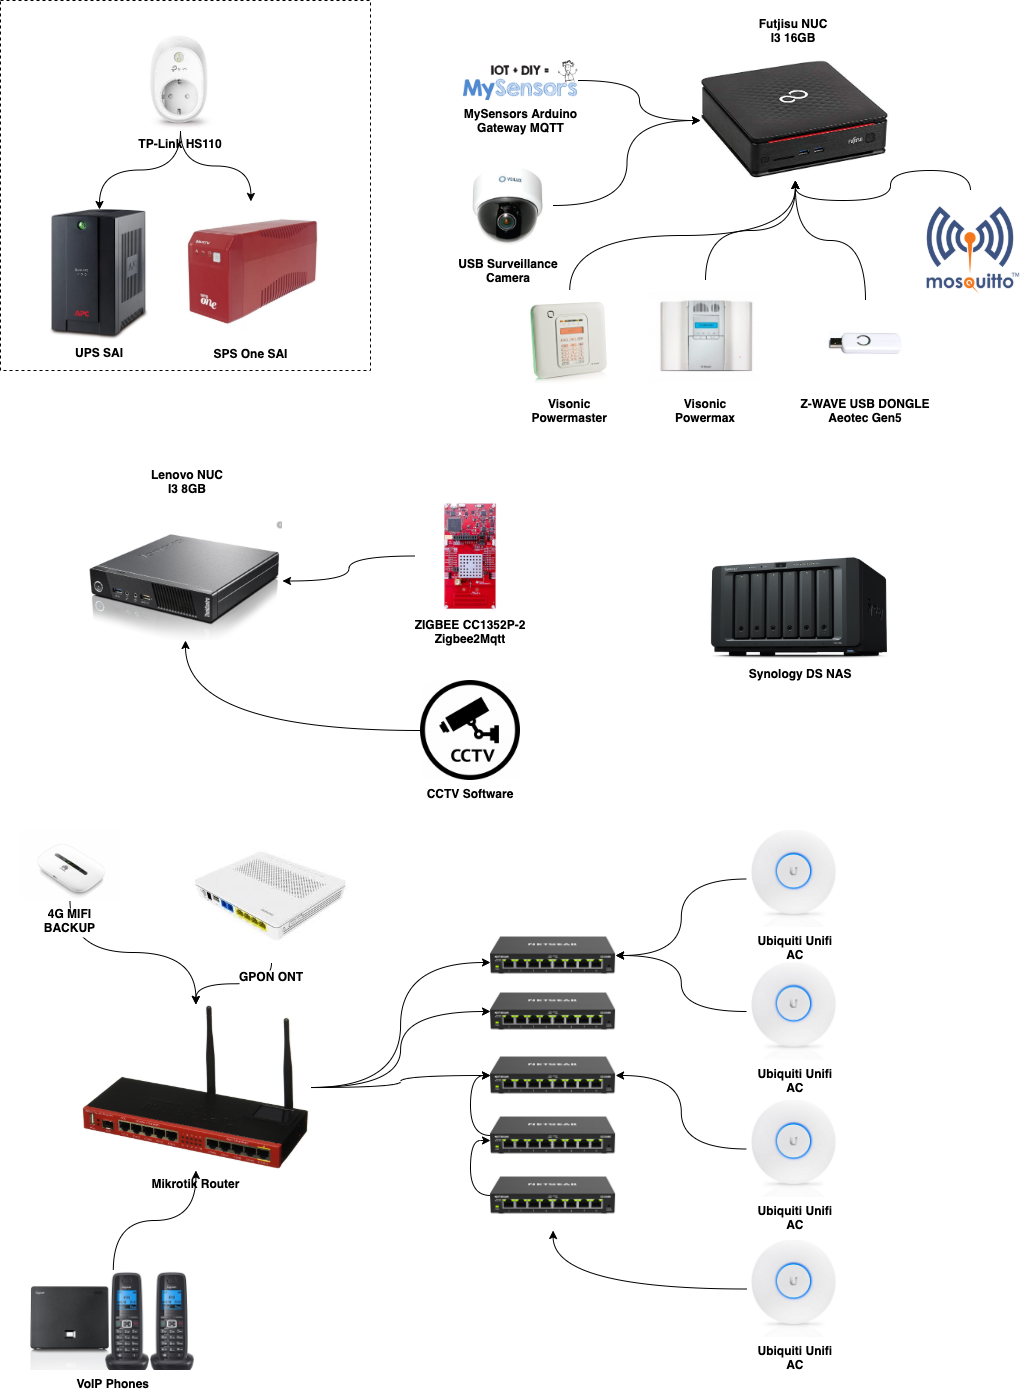 Futjisu NUC
I3 16GB
IOT + DIY =
MySensors
MySensors Arduino
Gateway MQTT
TP-Link HS110
USB Surveillance
Camera
mosquitto™
APC
one
UPS SAI
SPS One SAI
Visonic
Powermaster
Visonic
Powermax
Z-WAVE USB DONGLE
Aeotec Gen5
Lenovo NUC
I3 8GB
ZIGBEE CC1352P-2
Zigbee2Mqtt
Synology DS NAS
CCTV
CCTV Software
4G MIFI
BACKUP
GPON ONT
NETGEAR
NETGEAR
NETGEAR
NETGEAR
NETGEAR
Ubiquiti Unifi
AC
Ubiquiti Unifi
AC
Ubiquiti Unifi
AC
Ubiquiti Unifi
AC
Mikrotik Router
VoIP Phones